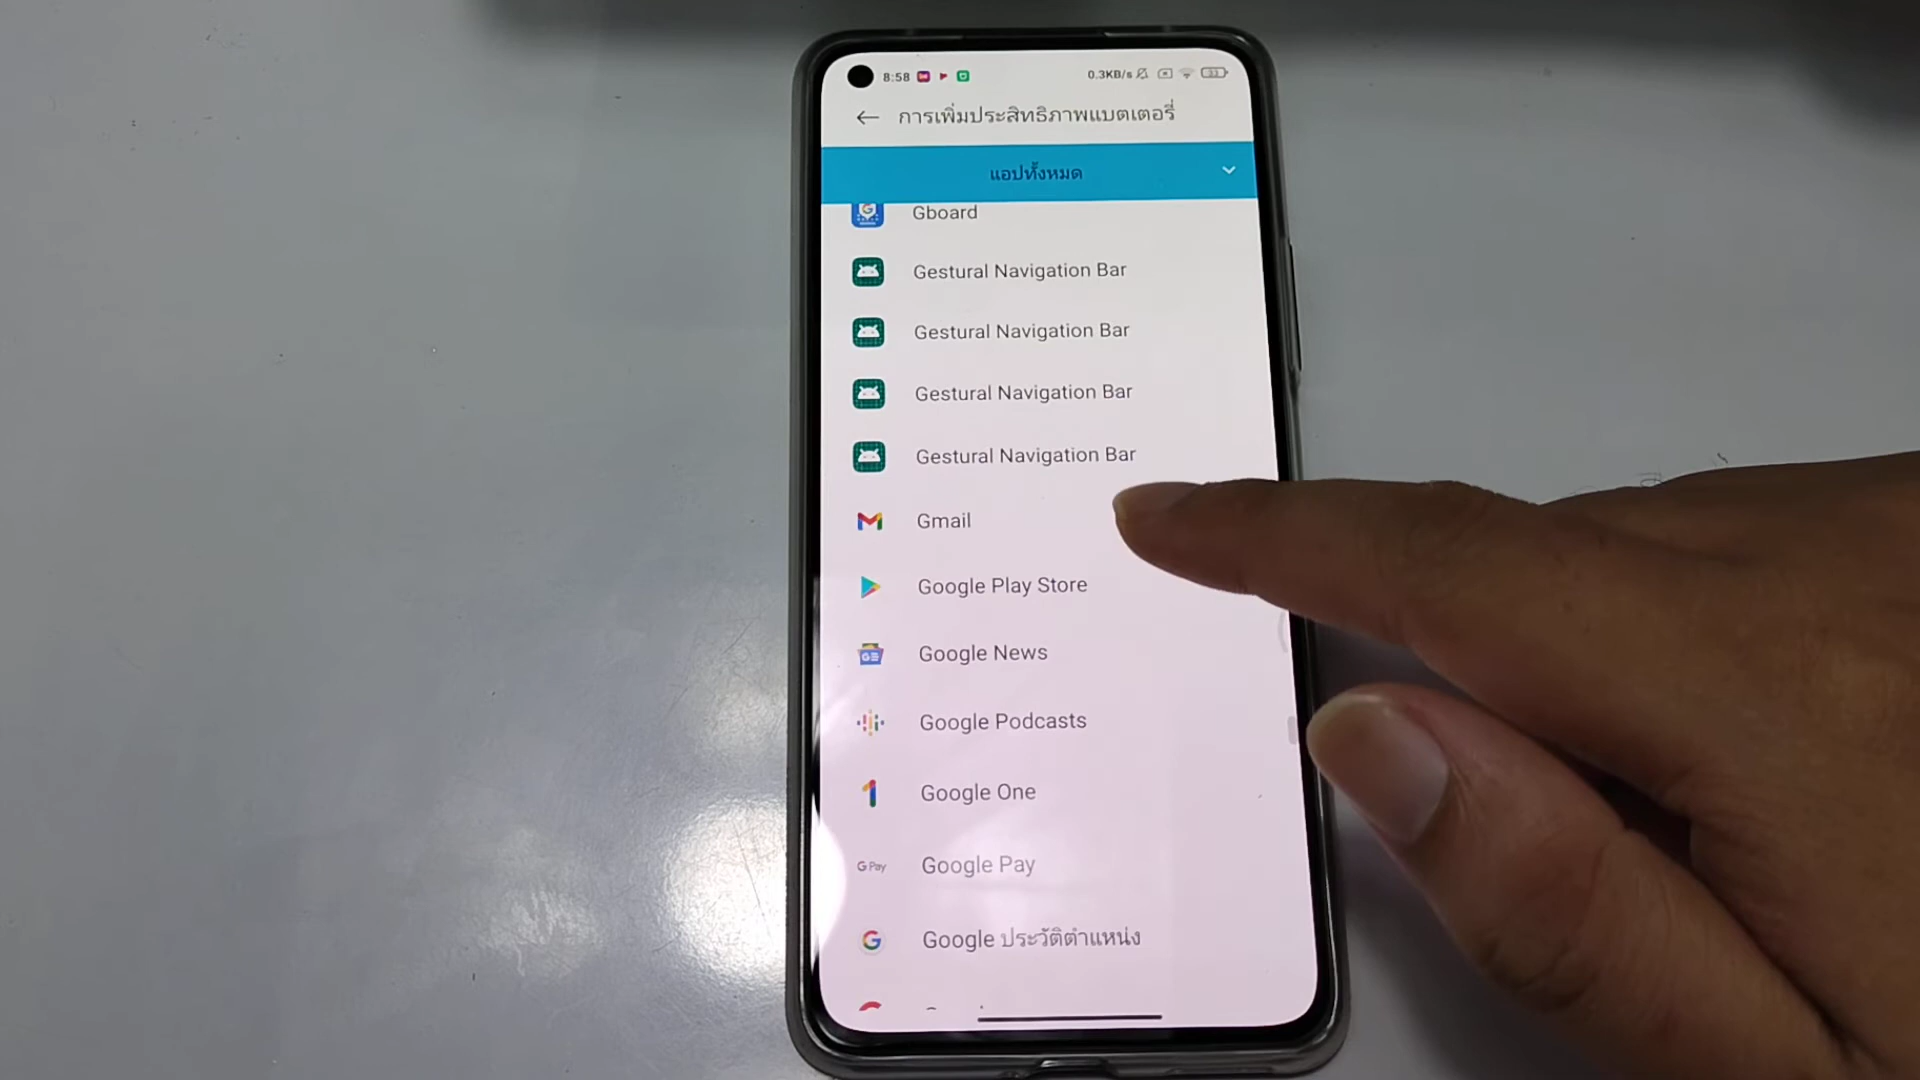 8:58 0.3KB/s 33
การเพิ่มประสิทธิภาพแบตเตอรี่
แอปทั้งหมด
Gboard
Gestural Navigation Bar
Gestural Navigation Bar
Gestural Navigation Bar
Gestural Navigation Bar
Gmail
Google Play Store
Google News
Google Podcasts
Google One
G Pay Google Pay
Google ประวัติตำแหน่ง